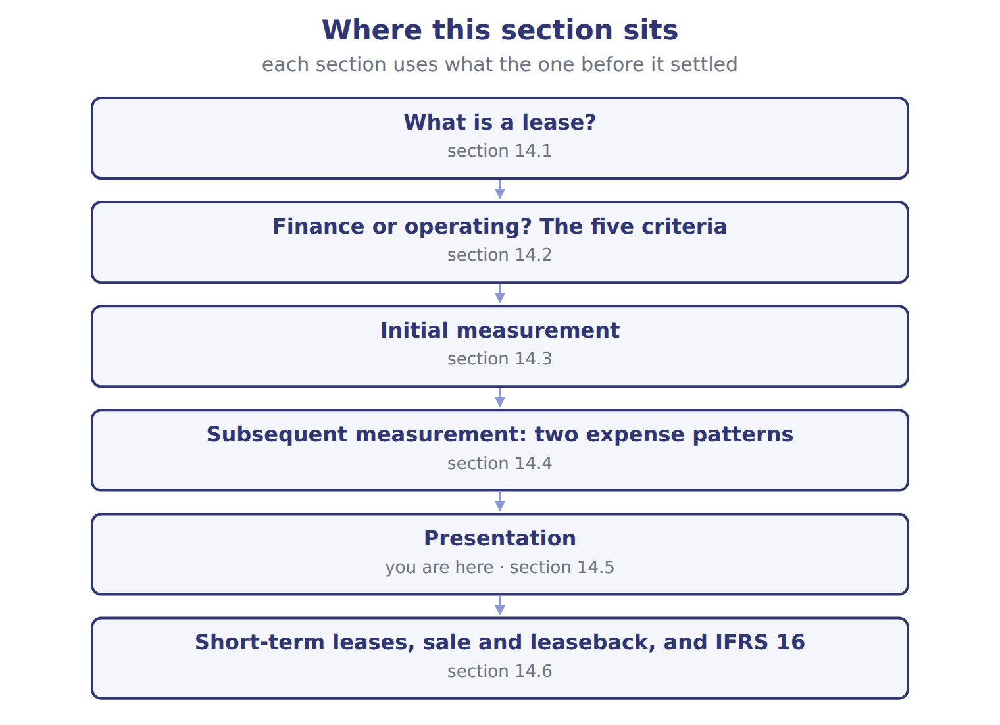 Where this section sits
each section uses what the one before it settled
What is a lease?
section 14.1
Finance or operating? The five criteria
section 14.2
Initial measurement
section 14.3
Subsequent measurement: two expense patterns
section 14.4
Presentation
you are here · section 14.5
Short-term leases, sale and leaseback, and IFRS 16
section 14.6